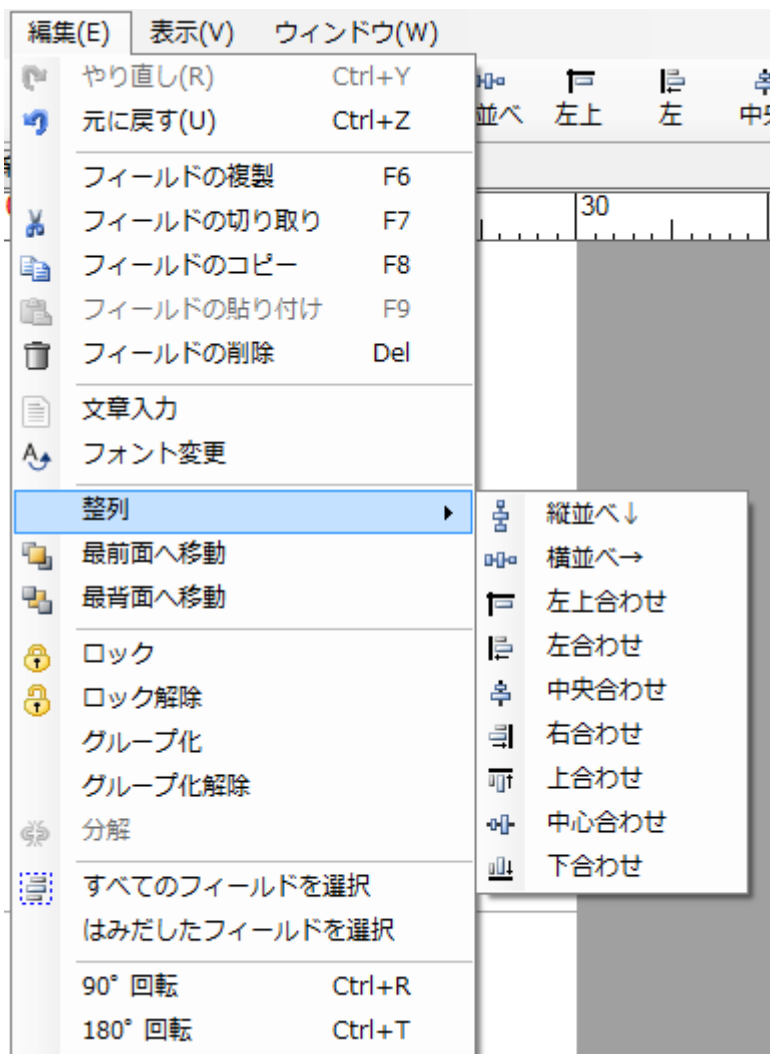 編集(E) 表示(V) ウィンドウ(W)
やり直し(R) Ctrl+Y
元に戻す(U) Ctrl+Z
並べ 左上 左
フィールドの複製 F6
フィールドの切り取り F7
30
フィールドのコピー F8
フィールドの貼り付け F9
フィールドの削除 Del
文章入力
フォント変更
整列
最前面へ移動
最背面へ移動
ロック
ロック解除
グループ化
グループ化解除
分解
すべてのフィールドを選択
はみだしたフィールドを選択
90° 回転 Ctrl+R
180° 回転 Ctrl+T
縦並べ↓
横並べ→
左上合わせ
左合わせ
中央合わせ
右合わせ
上合わせ
中心合わせ
下合わせ